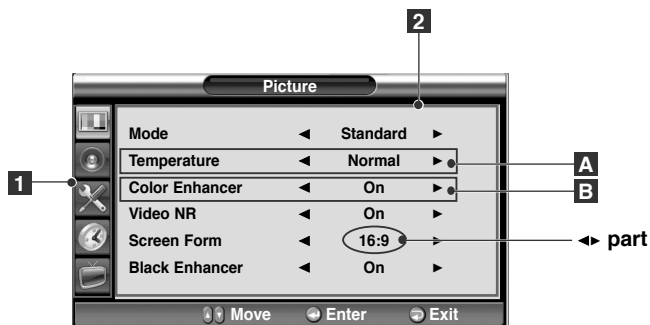 2
Picture
Mode ◄ Standard ►
Temperature ◄ Normal ► A
1
Color Enhancer ◄ On ► B
Video NR ◄ On ►
Screen Form ◄ 16:9 ► ◄► part
Black Enhancer ◄ On ►
Move Enter Exit